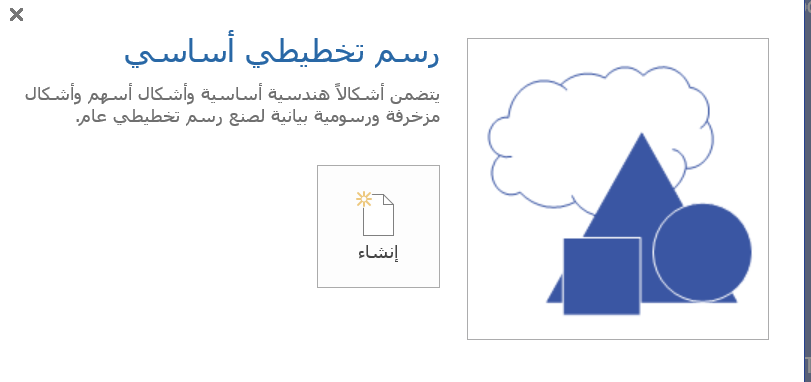 رسم تخطيطي أساسي
يتضمن أشكالاً هندسية أساسية وأشكال أسهم وأشكال
مزخرفة ورسومية بيانية لصنع رسم تخطيطي عام.
إنشاء